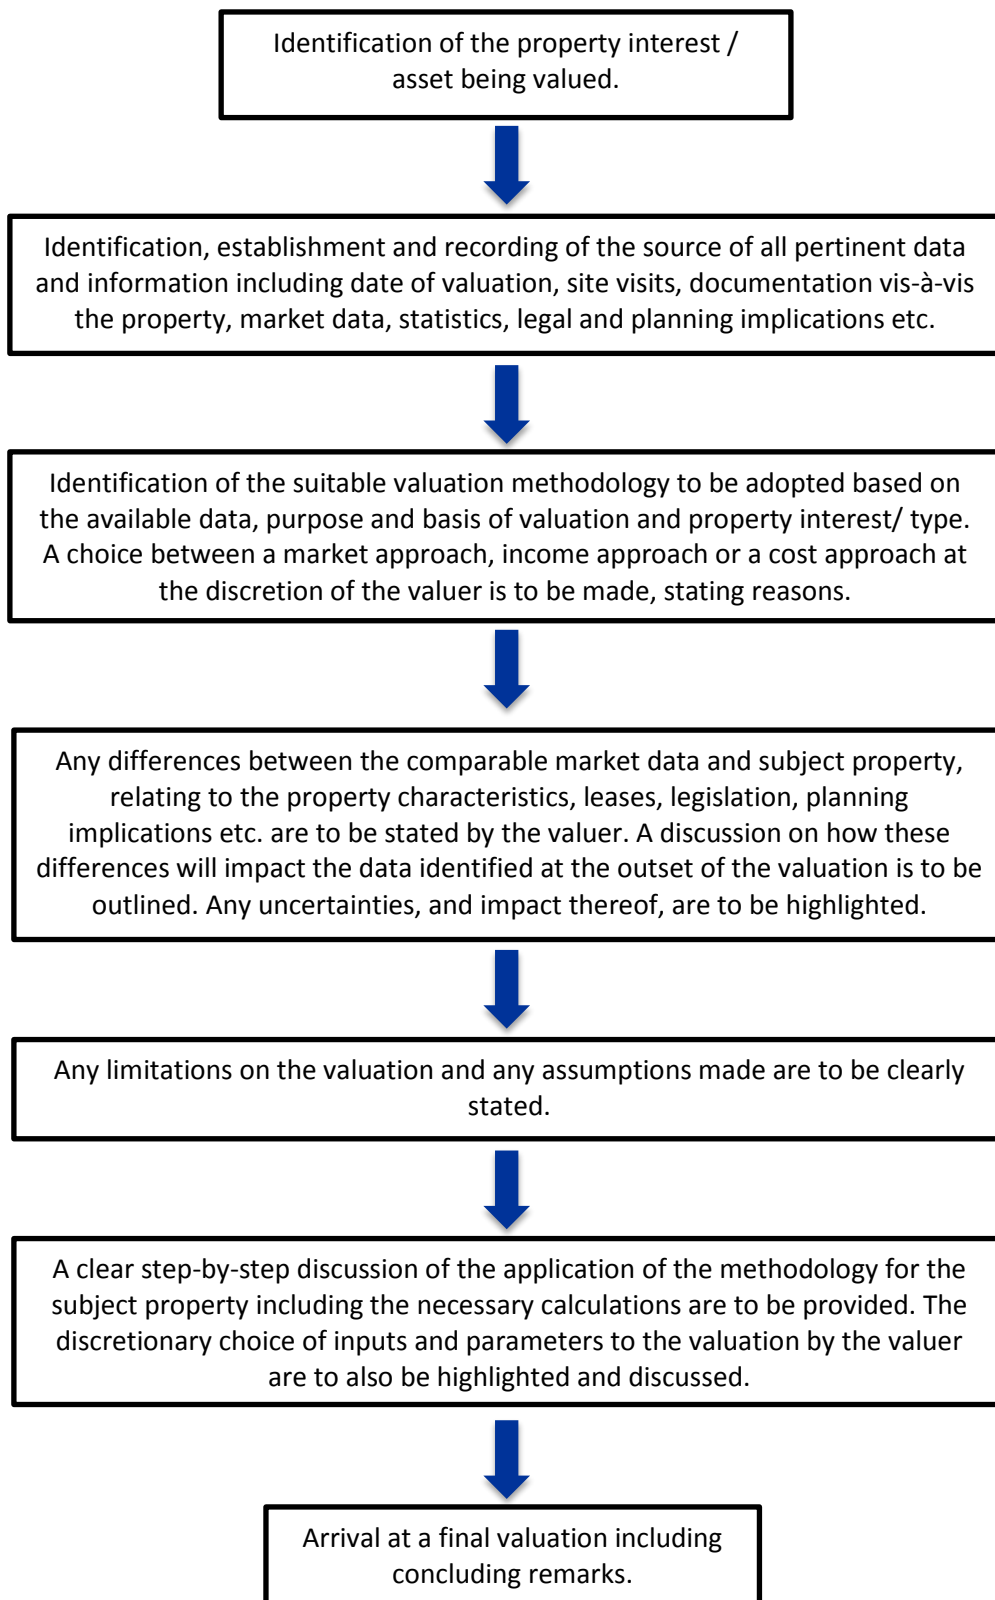 Identification of the property interest /
asset being valued.
Identification, establishment and recording of the source of all pertinent data
and information including date of valuation, site visits, documentation vis-à-vis
the property, market data, statistics, legal and planning implications etc.
Identification of the suitable valuation methodology to be adopted based on
the available data, purpose and basis of valuation and property interest/ type.
A choice between a market approach, income approach or a cost approach at
the discretion of the valuer is to be made, stating reasons.
Any differences between the comparable market data and subject property,
relating to the property characteristics, leases, legislation, planning
implications etc. are to be stated by the valuer. A discussion on how these
differences will impact the data identified at the outset of the valuation is to be
outlined. Any uncertainties, and impact thereof, are to be highlighted.
Any limitations on the valuation and any assumptions made are to be clearly
stated.
A clear step-by-step discussion of the application of the methodology for the
subject property including the necessary calculations are to be provided. The
discretionary choice of inputs and parameters to the valuation by the valuer
are to also be highlighted and discussed.
Arrival at a final valuation including
concluding remarks.